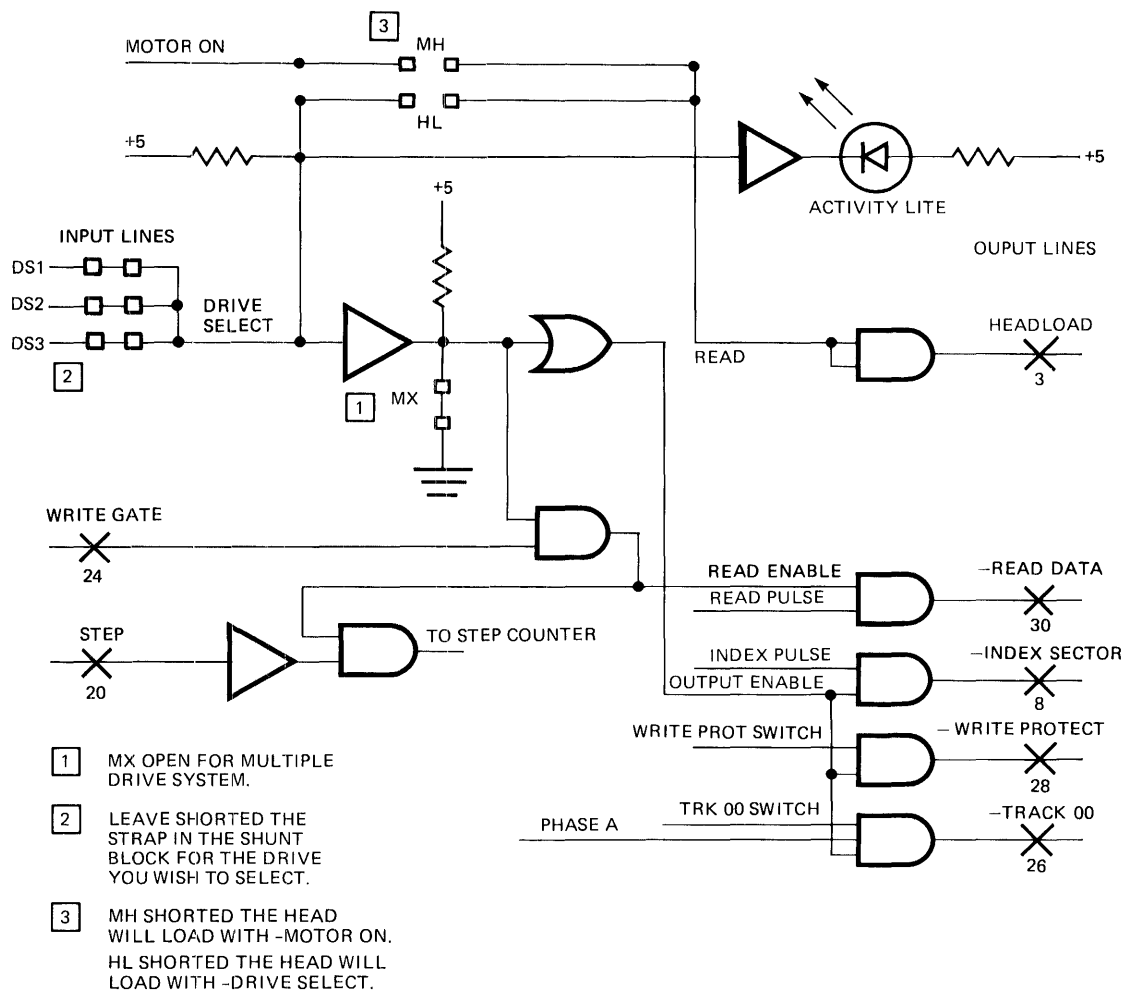 3
MOTOR ON
MH
HL
+5
+5
ACTIVITY LITE
+5
INPUT LINES
OUPUT LINES
DS1
DS2
DS3
DRIVE
SELECT
2
1
MX
READ
HEADLOAD
3
WRITE GATE
24
STEP
20
TO STEP COUNTER
READ ENABLE
READ PULSE
–READ DATA
30
INDEX PULSE
OUTPUT ENABLE
–INDEX SECTOR
8
WRITE PROT SWITCH
– WRITE PROTECT
28
TRK 00 SWITCH
PHASE A
–TRACK 00
26
1 MX OPEN FOR MULTIPLE
DRIVE SYSTEM.
2 LEAVE SHORTED THE
STRAP IN THE SHUNT
BLOCK FOR THE DRIVE
YOU WISH TO SELECT.
3 MH SHORTED THE HEAD
WILL LOAD WITH –MOTOR ON.
HL SHORTED THE HEAD WILL
LOAD WITH –DRIVE SELECT.